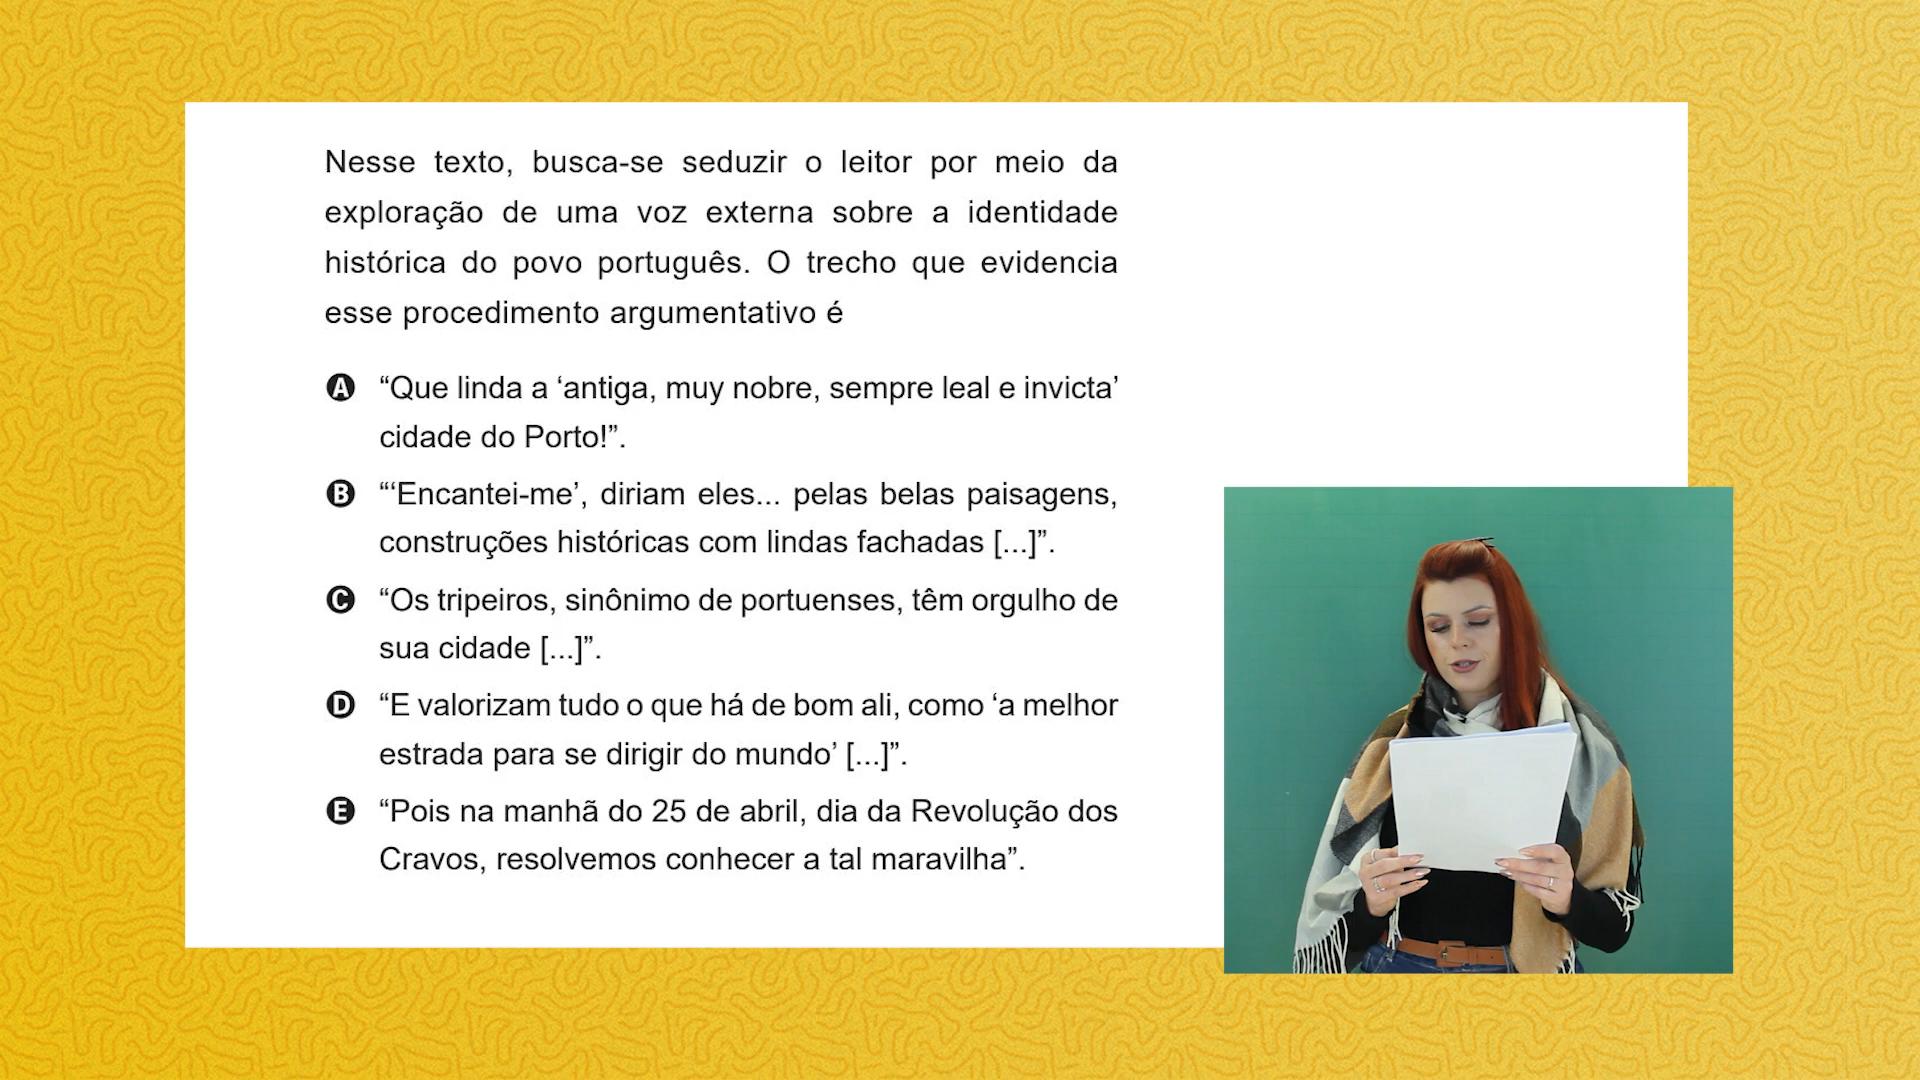 Nesse texto, busca-se seduzir o leitor por meio da
exploração de uma voz externa sobre a identidade
histórica do povo português. O trecho que evidencia
esse procedimento argumentativo é
A “Que linda a ‘antiga, muy nobre, sempre leal e invicta’
cidade do Porto!”.
B “‘Encantei-me’, diriam eles... pelas belas paisagens,
construções históricas com lindas fachadas [...]”.
C “Os tripeiros, sinônimo de portuenses, têm orgulho de
sua cidade [...]”.
D “E valorizam tudo o que há de bom ali, como ‘a melhor
estrada para se dirigir do mundo’ [...]”.
E “Pois na manhã do 25 de abril, dia da Revolução dos
Cravos, resolvemos conhecer a tal maravilha”.